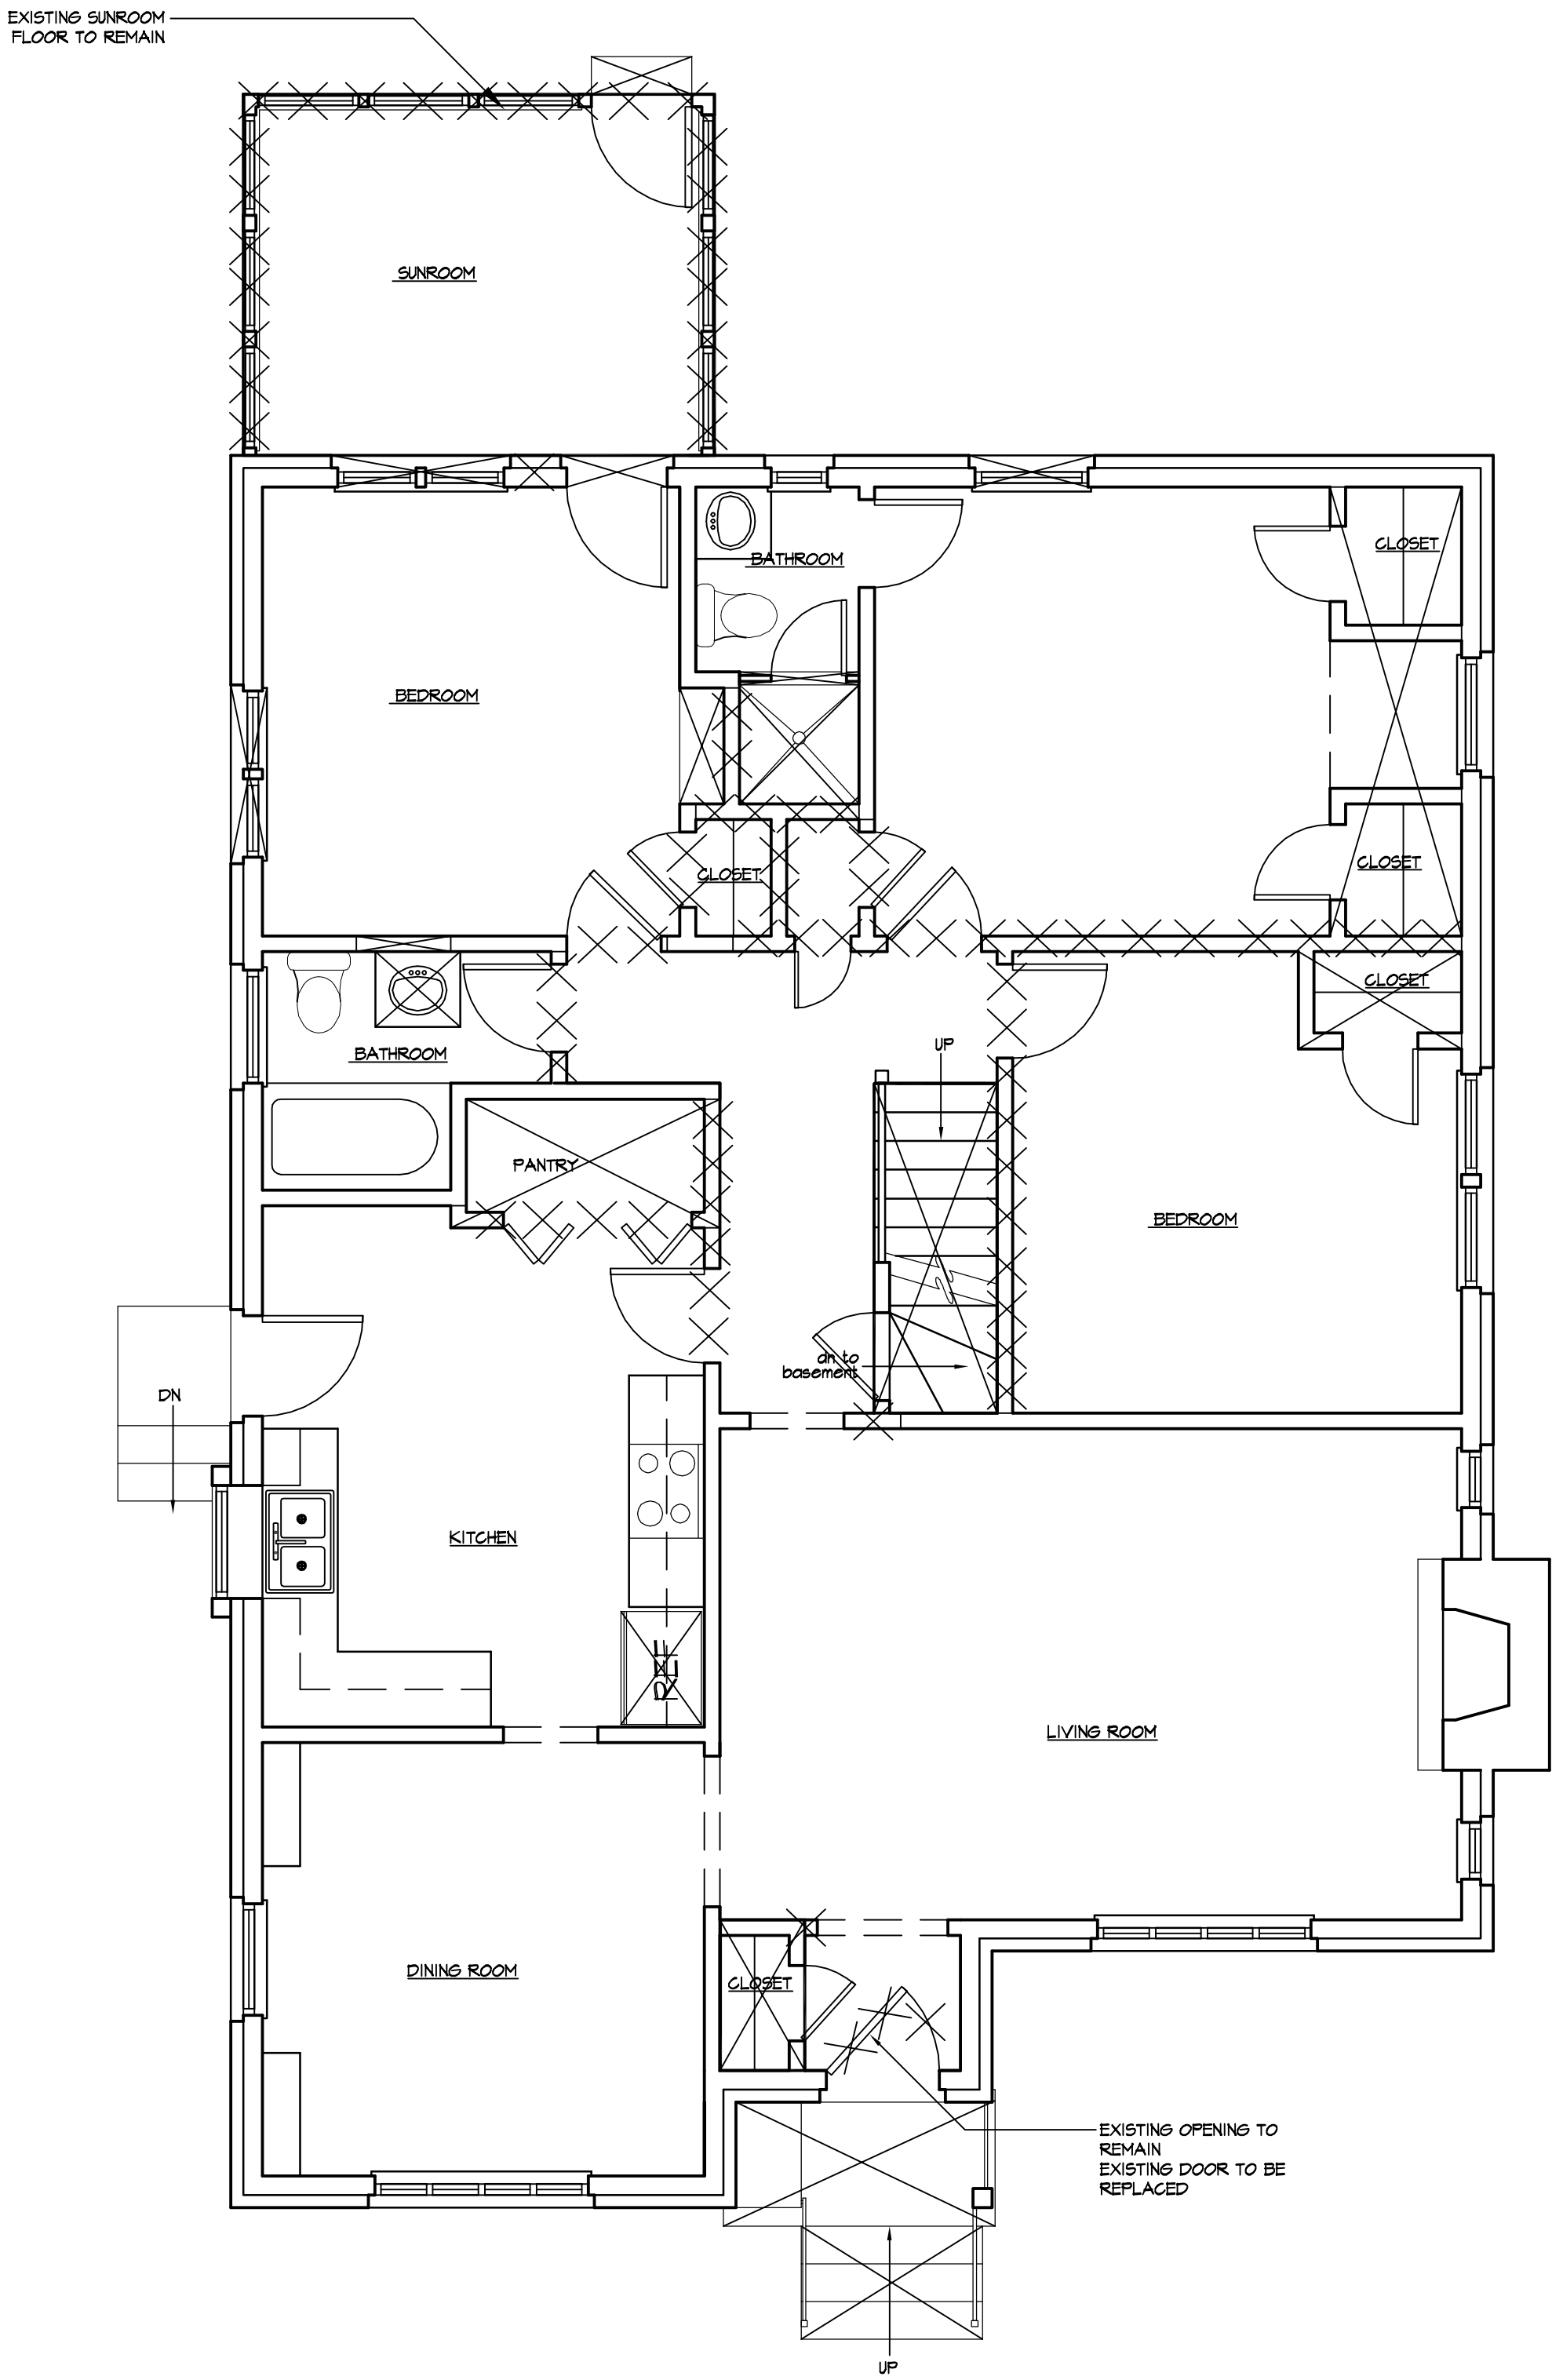 EXISTING SUNROOM
FLOOR TO REMAIN
SUNROOM
CLOSET
BATHROOM
BEDROOM
CLOSET
CLOSET
CLOSET
UP
BATHROOM
PANTRY
BEDROOM
dn to
basement
DN
KITCHEN
REF
LIVING ROOM
DINING ROOM
CLOSET
EXISTING OPENING TO
REMAIN
EXISTING DOOR TO BE
REPLACED
UP